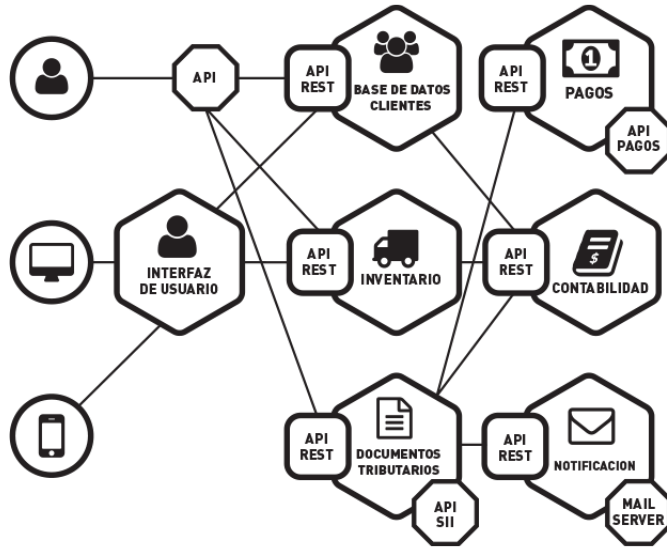 API
API
REST
BASE DE DATOS
CLIENTES
API
REST
1
PAGOS
API
PAGOS
INTERFAZ
DE USUARIO
API
REST
INVENTARIO
API
REST
$
CONTABILIDAD
API
REST
DOCUMENTOS
TRIBUTARIOS
API
SII
API
REST
NOTIFICACION
MAIL
SERVER